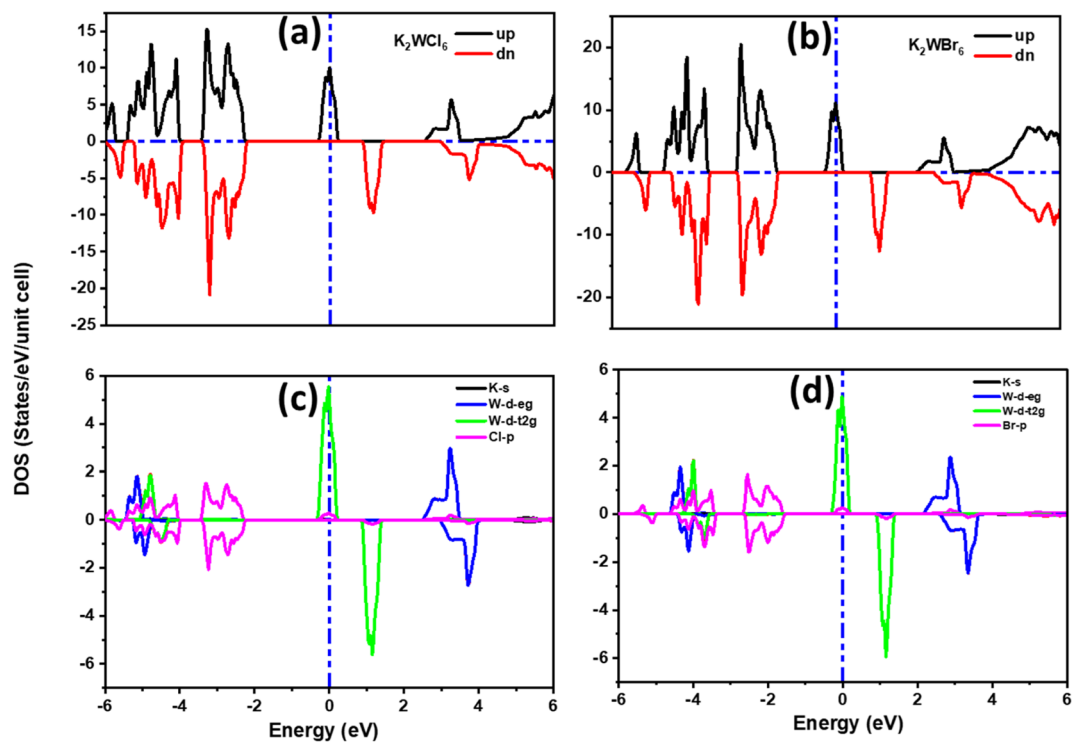 DOS (States/eV/unit cell)
(a)
K₂WCl₆
up
dn
15
10
5
0
-5
-10
-15
-20
-25
(b)
K₂WBr₆
up
dn
20
10
0
-10
-20
(c)
K-s
W-d-eg
W-d-t2g
Cl-p
6
4
2
0
-2
-4
-6
-6 -4 -2 0 2 4 6
Energy (eV)
(d)
K-s
W-d-eg
W-d-t2g
Br-p
6
4
2
0
-2
-4
-6
-6 -4 -2 0 2 4 6
Energy (eV)